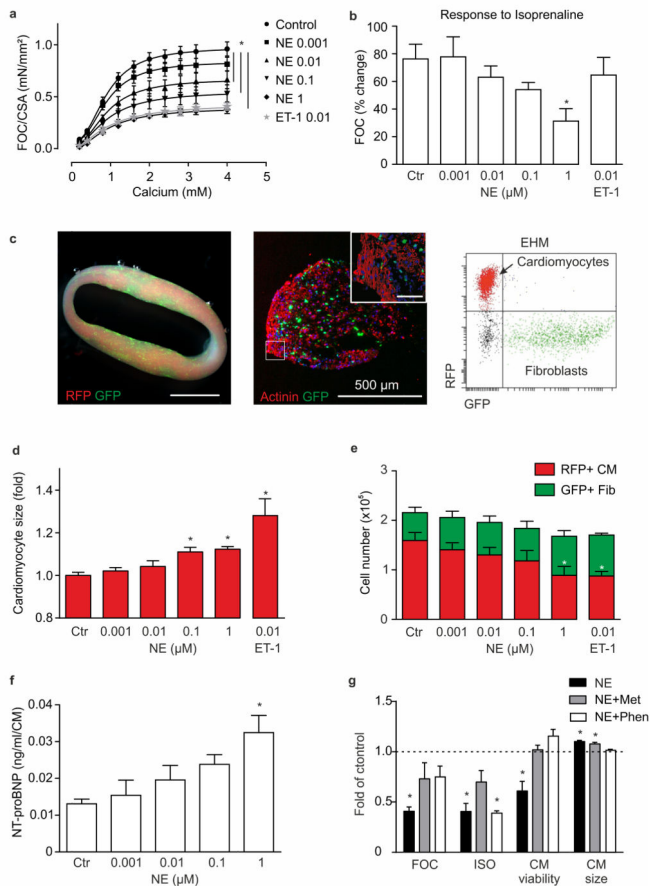 a
FOC/CSA (mN/mm²)
1.0
0.5
0.0
0 1 2 3 4 5
Calcium (mM)
Control
NE 0.001
NE 0.01
NE 0.1
NE 1
ET-1 0.01
*
b
Response to Isoprenaline
FOC (% change)
100
80
60
40
20
0
*
Ctr 0.001 0.01 0.1 1 0.01
NE (µM) ET-1
c
RFP GFP
Actinin GFP
500 µm
EHM
Cardiomyocytes
Fibroblasts
RFP
GFP
d
Cardiomyocyte size (fold)
1.4
1.2
1.0
0.8
* * *
Ctr 0.001 0.01 0.1 1 0.01
NE (µM) ET-1
e
RFP+ CM
GFP+ Fib
Cell number (x10⁶)
2
1
0
* *
Ctr 0.001 0.01 0.1 1 0.01
NE (µM) ET-1
f
NT-proBNP (ng/ml/CM)
0.04
0.03
0.02
0.01
0
*
Ctr 0.001 0.01 0.1 1
NE (µM)
g
NE
NE+Met
NE+Phen
Fold of ctontrol
1.5
1.0
0.5
0
* * * * * *
FOC ISO CM CM
viability size